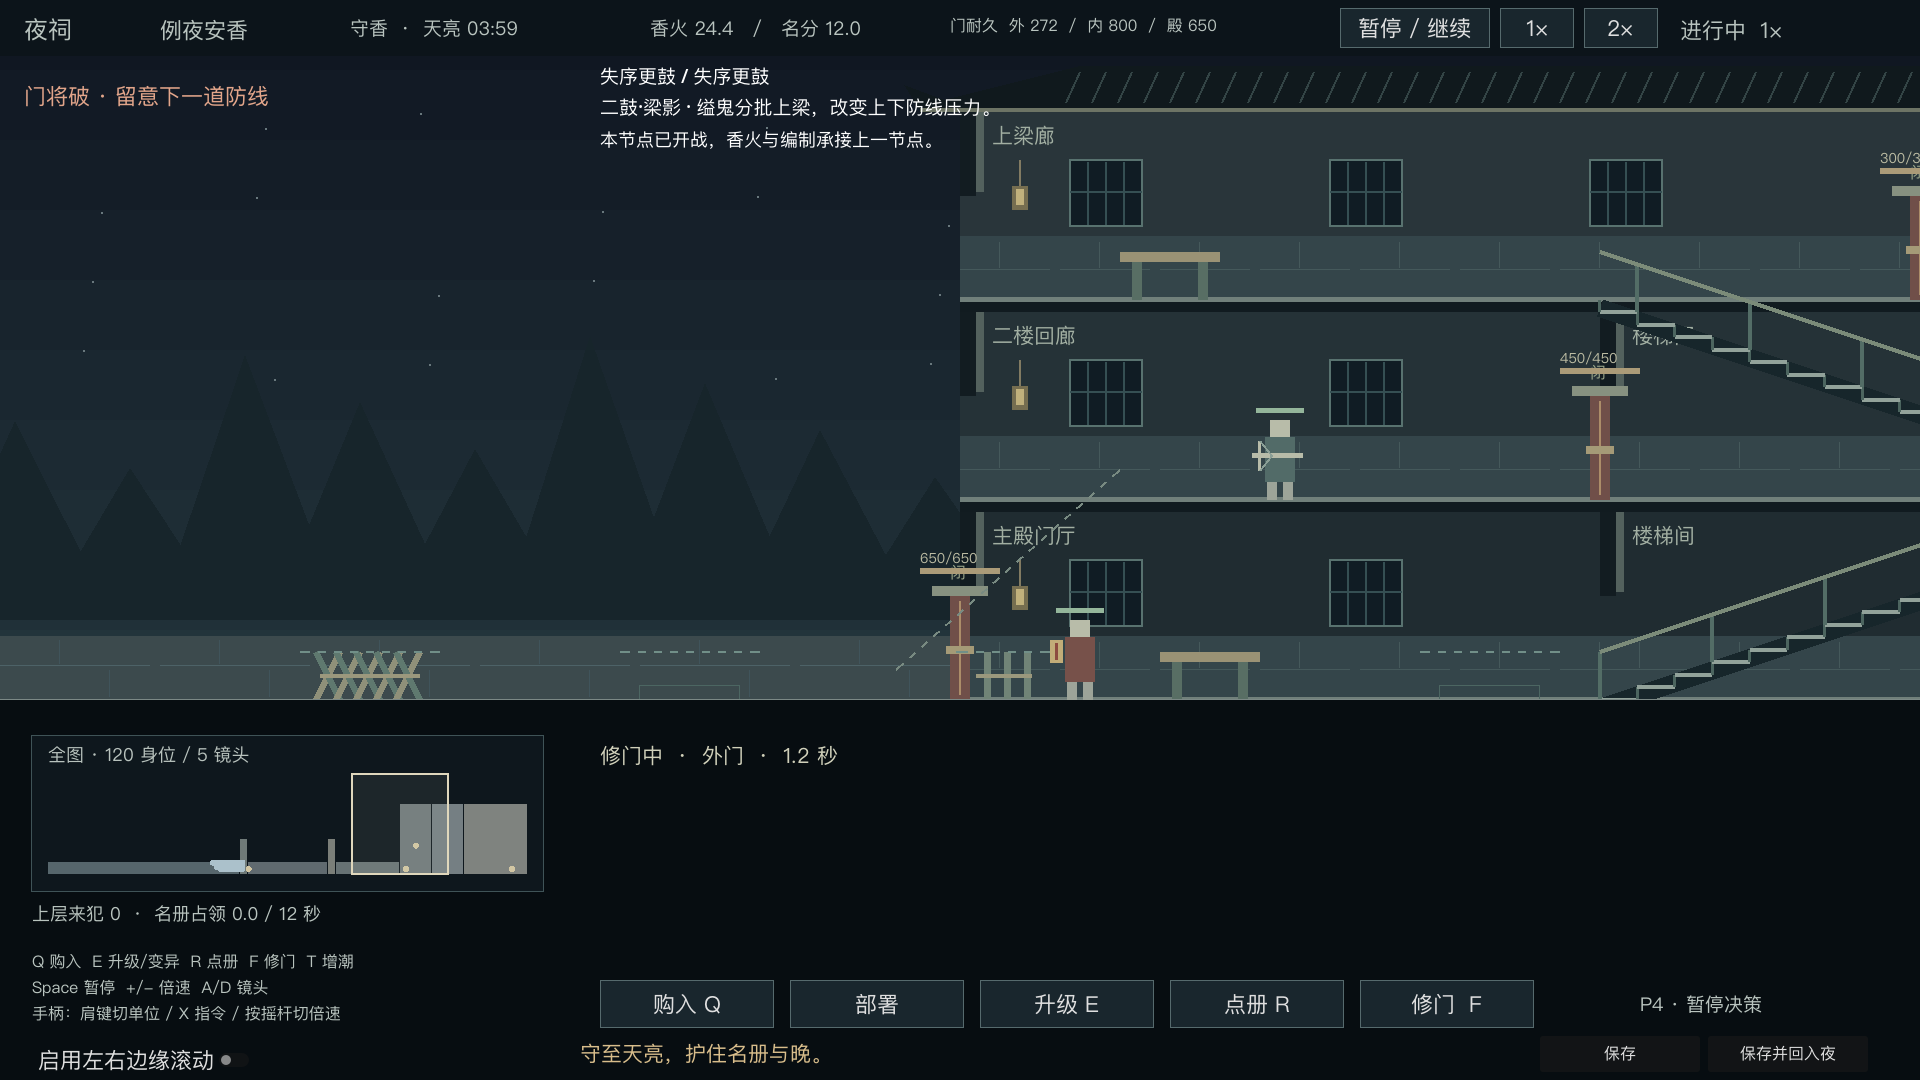 夜祠
例夜安香
守香 · 天亮 03:59
香火 24.4 / 名分 12.0
门耐久 外 272 / 内 800 / 殿 650
暂停 / 继续
1×
2×
进行中 1×
门将破 · 留意下一道防线
失序更鼓 / 失序更鼓
二鼓·梁影 · 缢鬼分批上梁，改变上下防线压力。
本节点已开战，香火与编制承接上一节点。
上梁廊
300/3
二楼回廊
450/450
闭
主殿门厅
楼梯间
650/650
闭
全图 · 120 身位 / 5 镜头
修门中 · 外门 · 1.2 秒
上层来犯 0 · 名册占领 0.0 / 12 秒
Q 购入 E 升级/变异 R 点册 F 修门 T 增潮
Space 暂停 +/− 倍速 A/D 镜头
手柄：肩键切单位 / X 指令 / 按摇杆切倍速
启用左右边缘滚动
购入 Q
部署
升级 E
点册 R
修门 F
P4 · 暂停决策
守至天亮，护住名册与晚。
保存
保存并回入夜